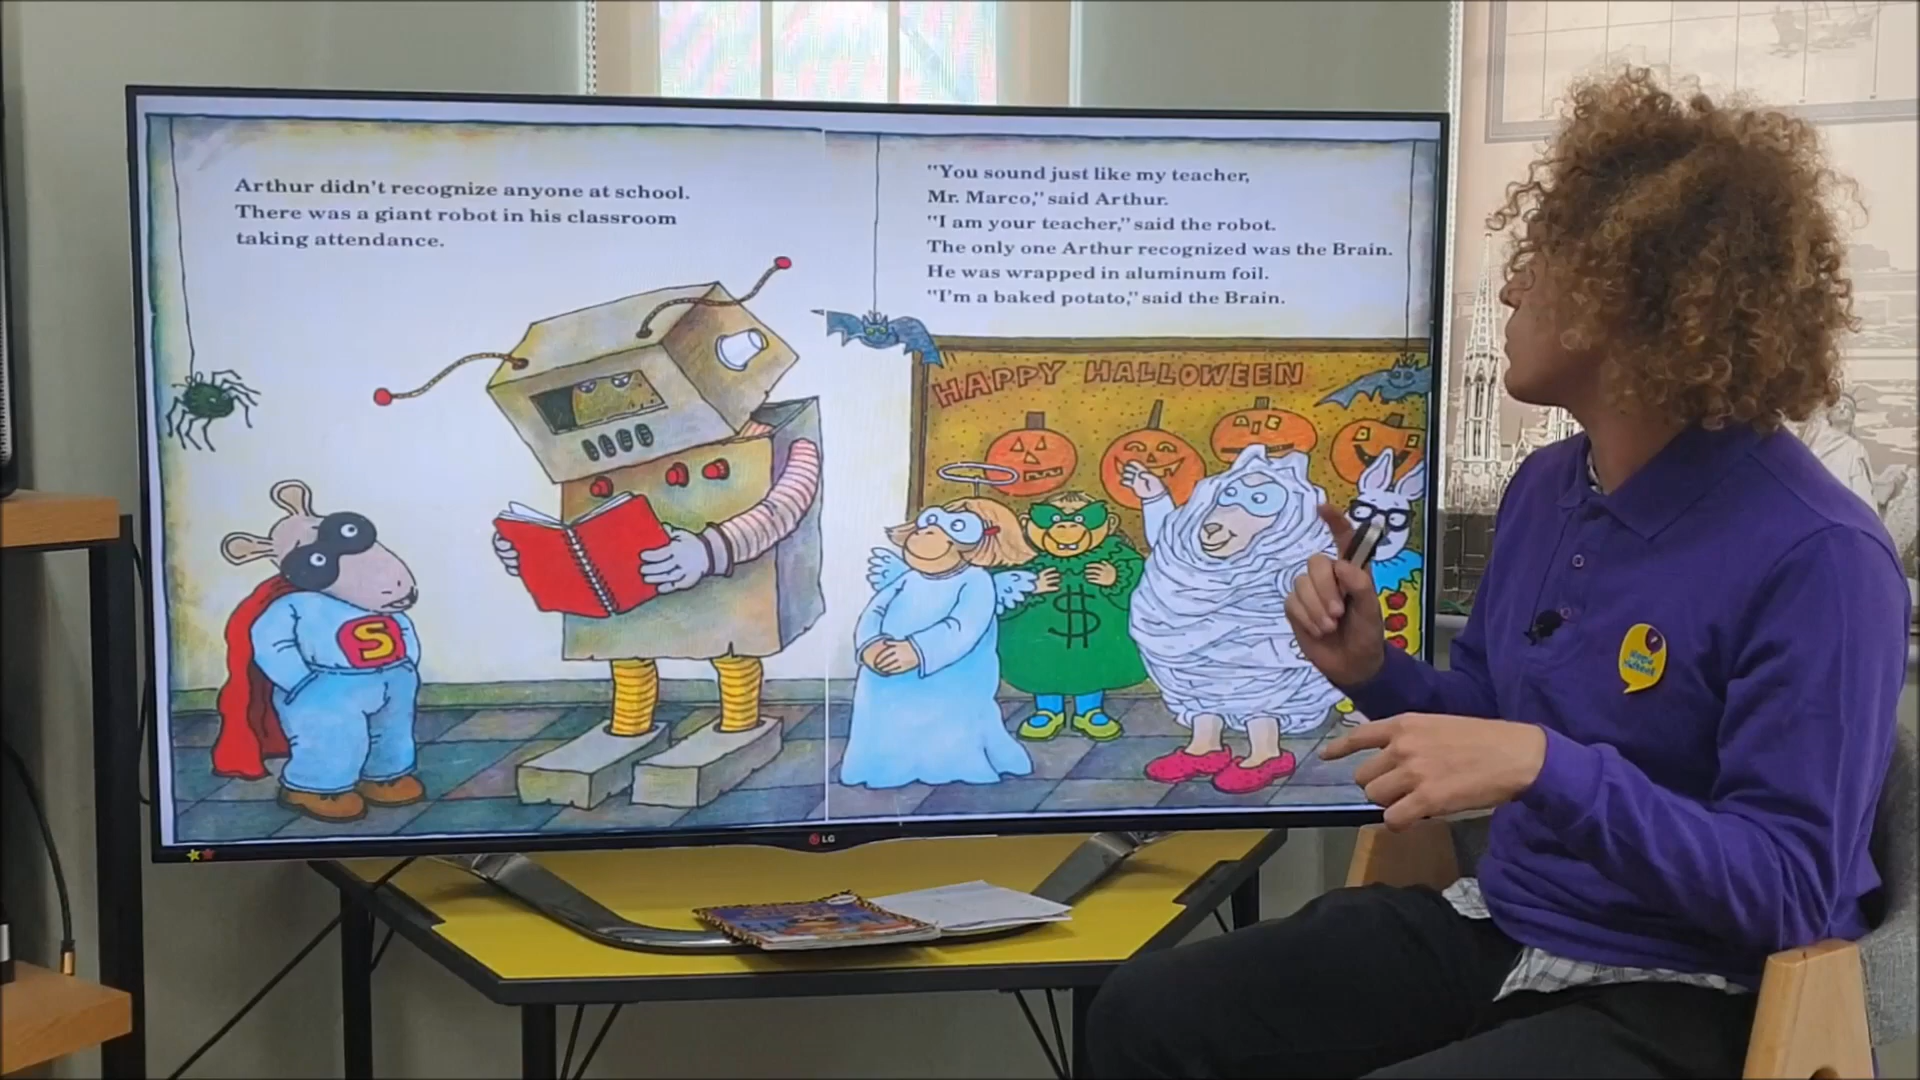 Arthur didn't recognize anyone at school.
There was a giant robot in his classroom
taking attendance.
"You sound just like my teacher,
Mr. Marco," said Arthur.
"I am your teacher," said the robot.
The only one Arthur recognized was the Brain.
He was wrapped in aluminum foil.
"I'm a baked potato," said the Brain.
HAPPY HALLOWEEN
S
$
LG